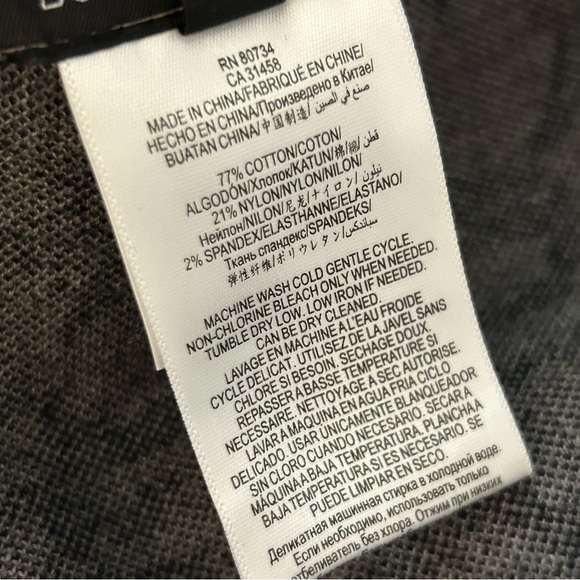 RN 80734
CA 31458
MADE IN CHINA/FABRIQUÉ EN CHINE/
HECHO EN CHINA/Произведено в Китае/
BUATAN CHINA/中国制造/ صنع في الصين/
77% COTTON/COTON/
ALGODÓN/Хлопок/KATUN/棉/綿/ قطن
21% NYLON/NYLON/NILON/
Нейлон/NILON/尼龙/ナイロン/ نيلون/
2% SPANDEX/ELASTHANNE/ELASTANO/
Ткань спандекс/SPANDEKS/
弹性纤维/ポリウレタン/ سباندكس
MACHINE WASH COLD GENTLE CYCLE.
NON-CHLORINE BLEACH ONLY WHEN NEEDED.
TUMBLE DRY LOW. LOW IRON IF NEEDED.
CAN BE DRY CLEANED.
LAVAGE EN MACHINE A L'EAU FROIDE
CYCLE DELICAT. UTILISEZ DE LA JAVEL SANS
CHLORE SI BESOIN. SECHAGE DOUX.
REPASSER A BASSE TEMPERATURE SI
NECESSAIRE. NETTOYAGE A SEC AUTORISE.
LAVAR A MAQUINA EN AGUA FRIA CICLO
DELICADO. USAR UNICAMENTE BLANQUEADOR
SIN CLORO CUANDO NECESARIO. SECAR A
MÁQUINA A BAJA TEMPERATURA. PLANCHA A
BAJA TEMPERATURA SI ES NECESARIO. SE
PUEDE LIMPIAR EN SECO.
Деликатная машинная стирка в холодной воде.
Если необходимо, использовать только
отбеливатель без хлора. Отжим при низких